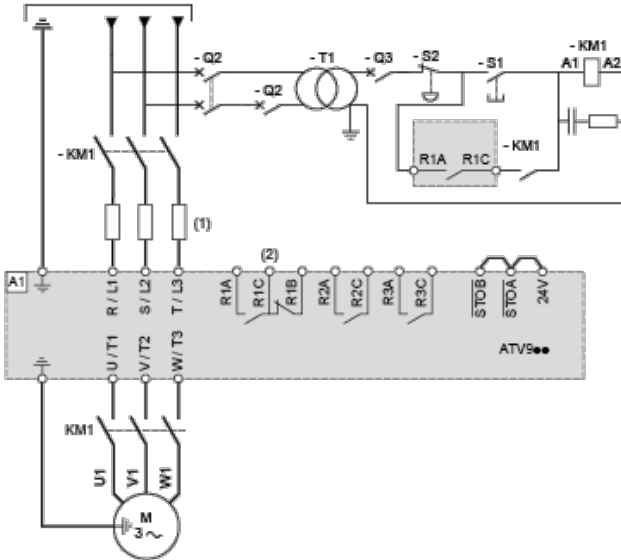 - Q2
- T1
- Q3
- S2
- S1
- KM1
A1
A2
- Q2
- KM1
R1A
R1C
- KM1
(1)
(2)
A1
R / L1
S / L2
T / L3
R1A
R1C
R1B
R2A
R2C
R3A
R3C
STOB
STOA
24V
U / T1
V / T2
W / T3
ATV9●●
KM1
U1
V1
W1
M
3 ~